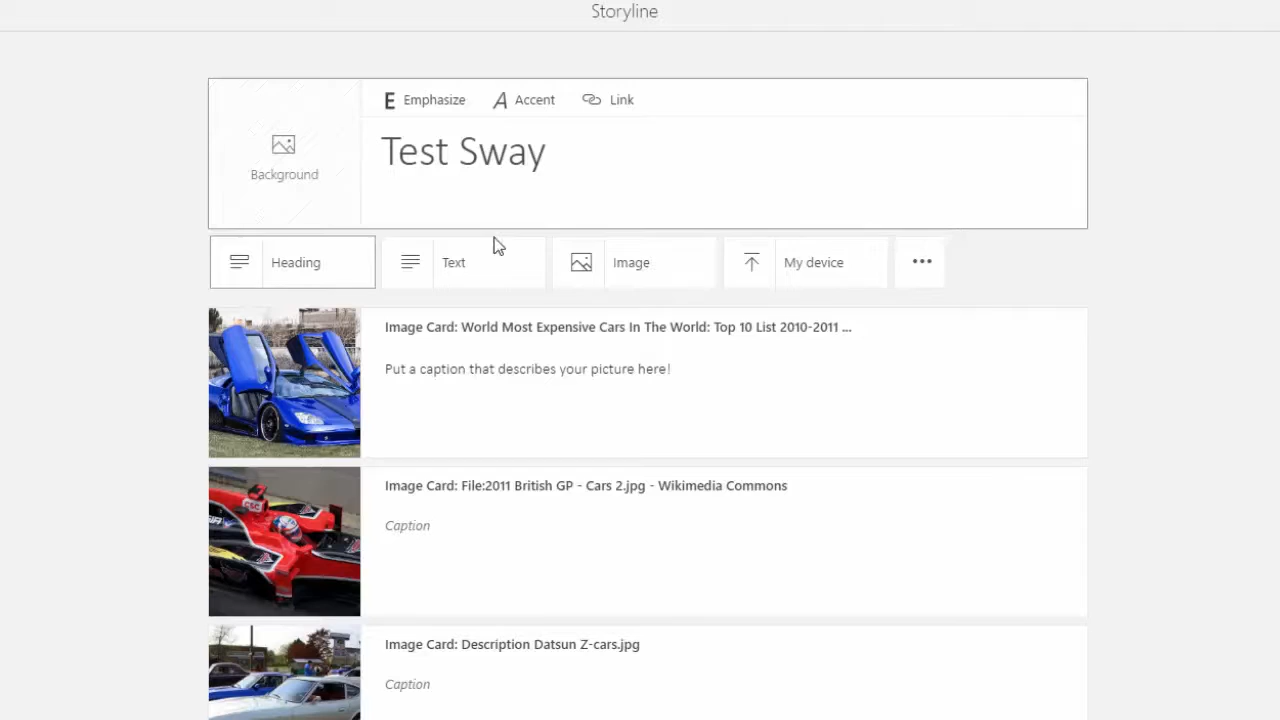 Storyline
E Emphasize A Accent Link
Test Sway
Background
Heading Text Image My device
Image Card: World Most Expensive Cars In The World: Top 10 List 2010-2011 ...
Put a caption that describes your picture here!
Image Card: File:2011 British GP - Cars 2.jpg - Wikimedia Commons
Caption
Image Card: Description Datsun Z-cars.jpg
Caption